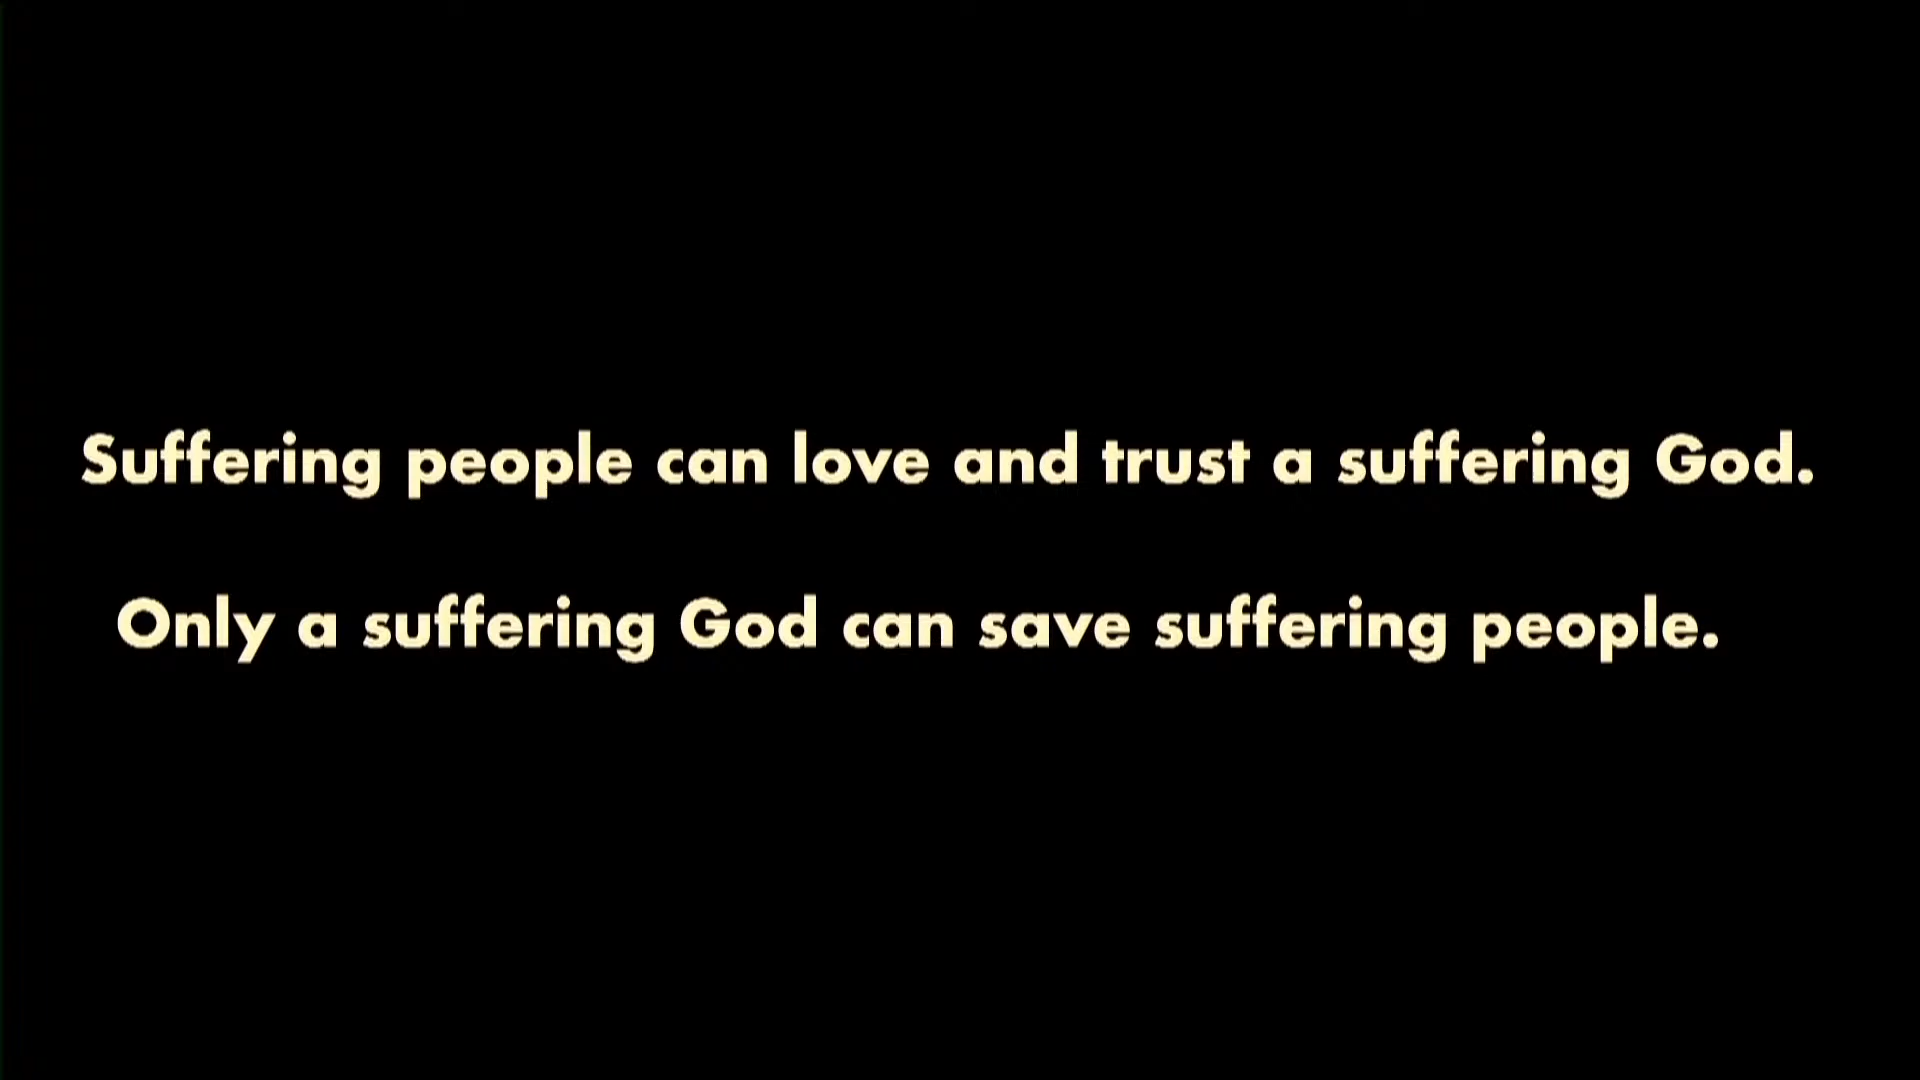 Suffering people can love and trust a suffering God.
Only a suffering God can save suffering people.